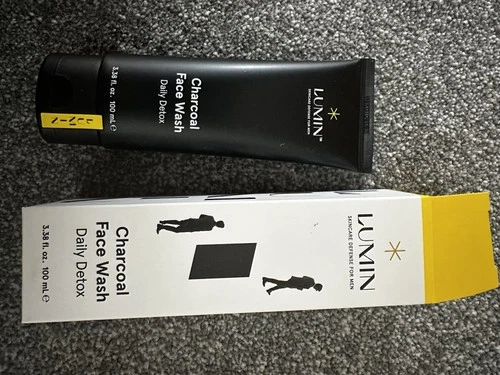 LUMIN™
SKINCARE DEFENSE FOR MEN
Charcoal
Face Wash
Daily Detox
3.38 fl. oz. 100 mL ℮
LUMIN
LUMIN
SKINCARE DEFENSE FOR MEN
Charcoal
Face Wash
Daily Detox
3.38 fl. oz. 100 mL ℮